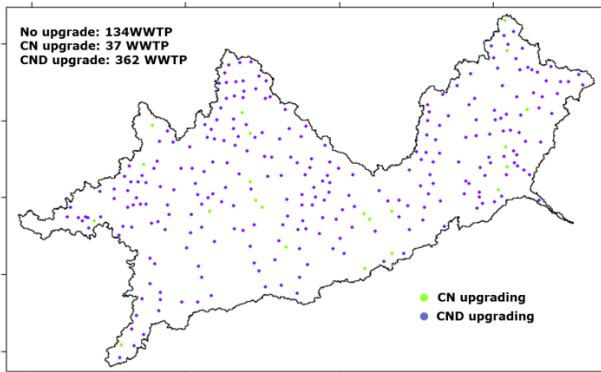 No upgrade: 134WWTP
CN upgrade: 37 WWTP
CND upgrade: 362 WWTP
CN upgrading
CND upgrading